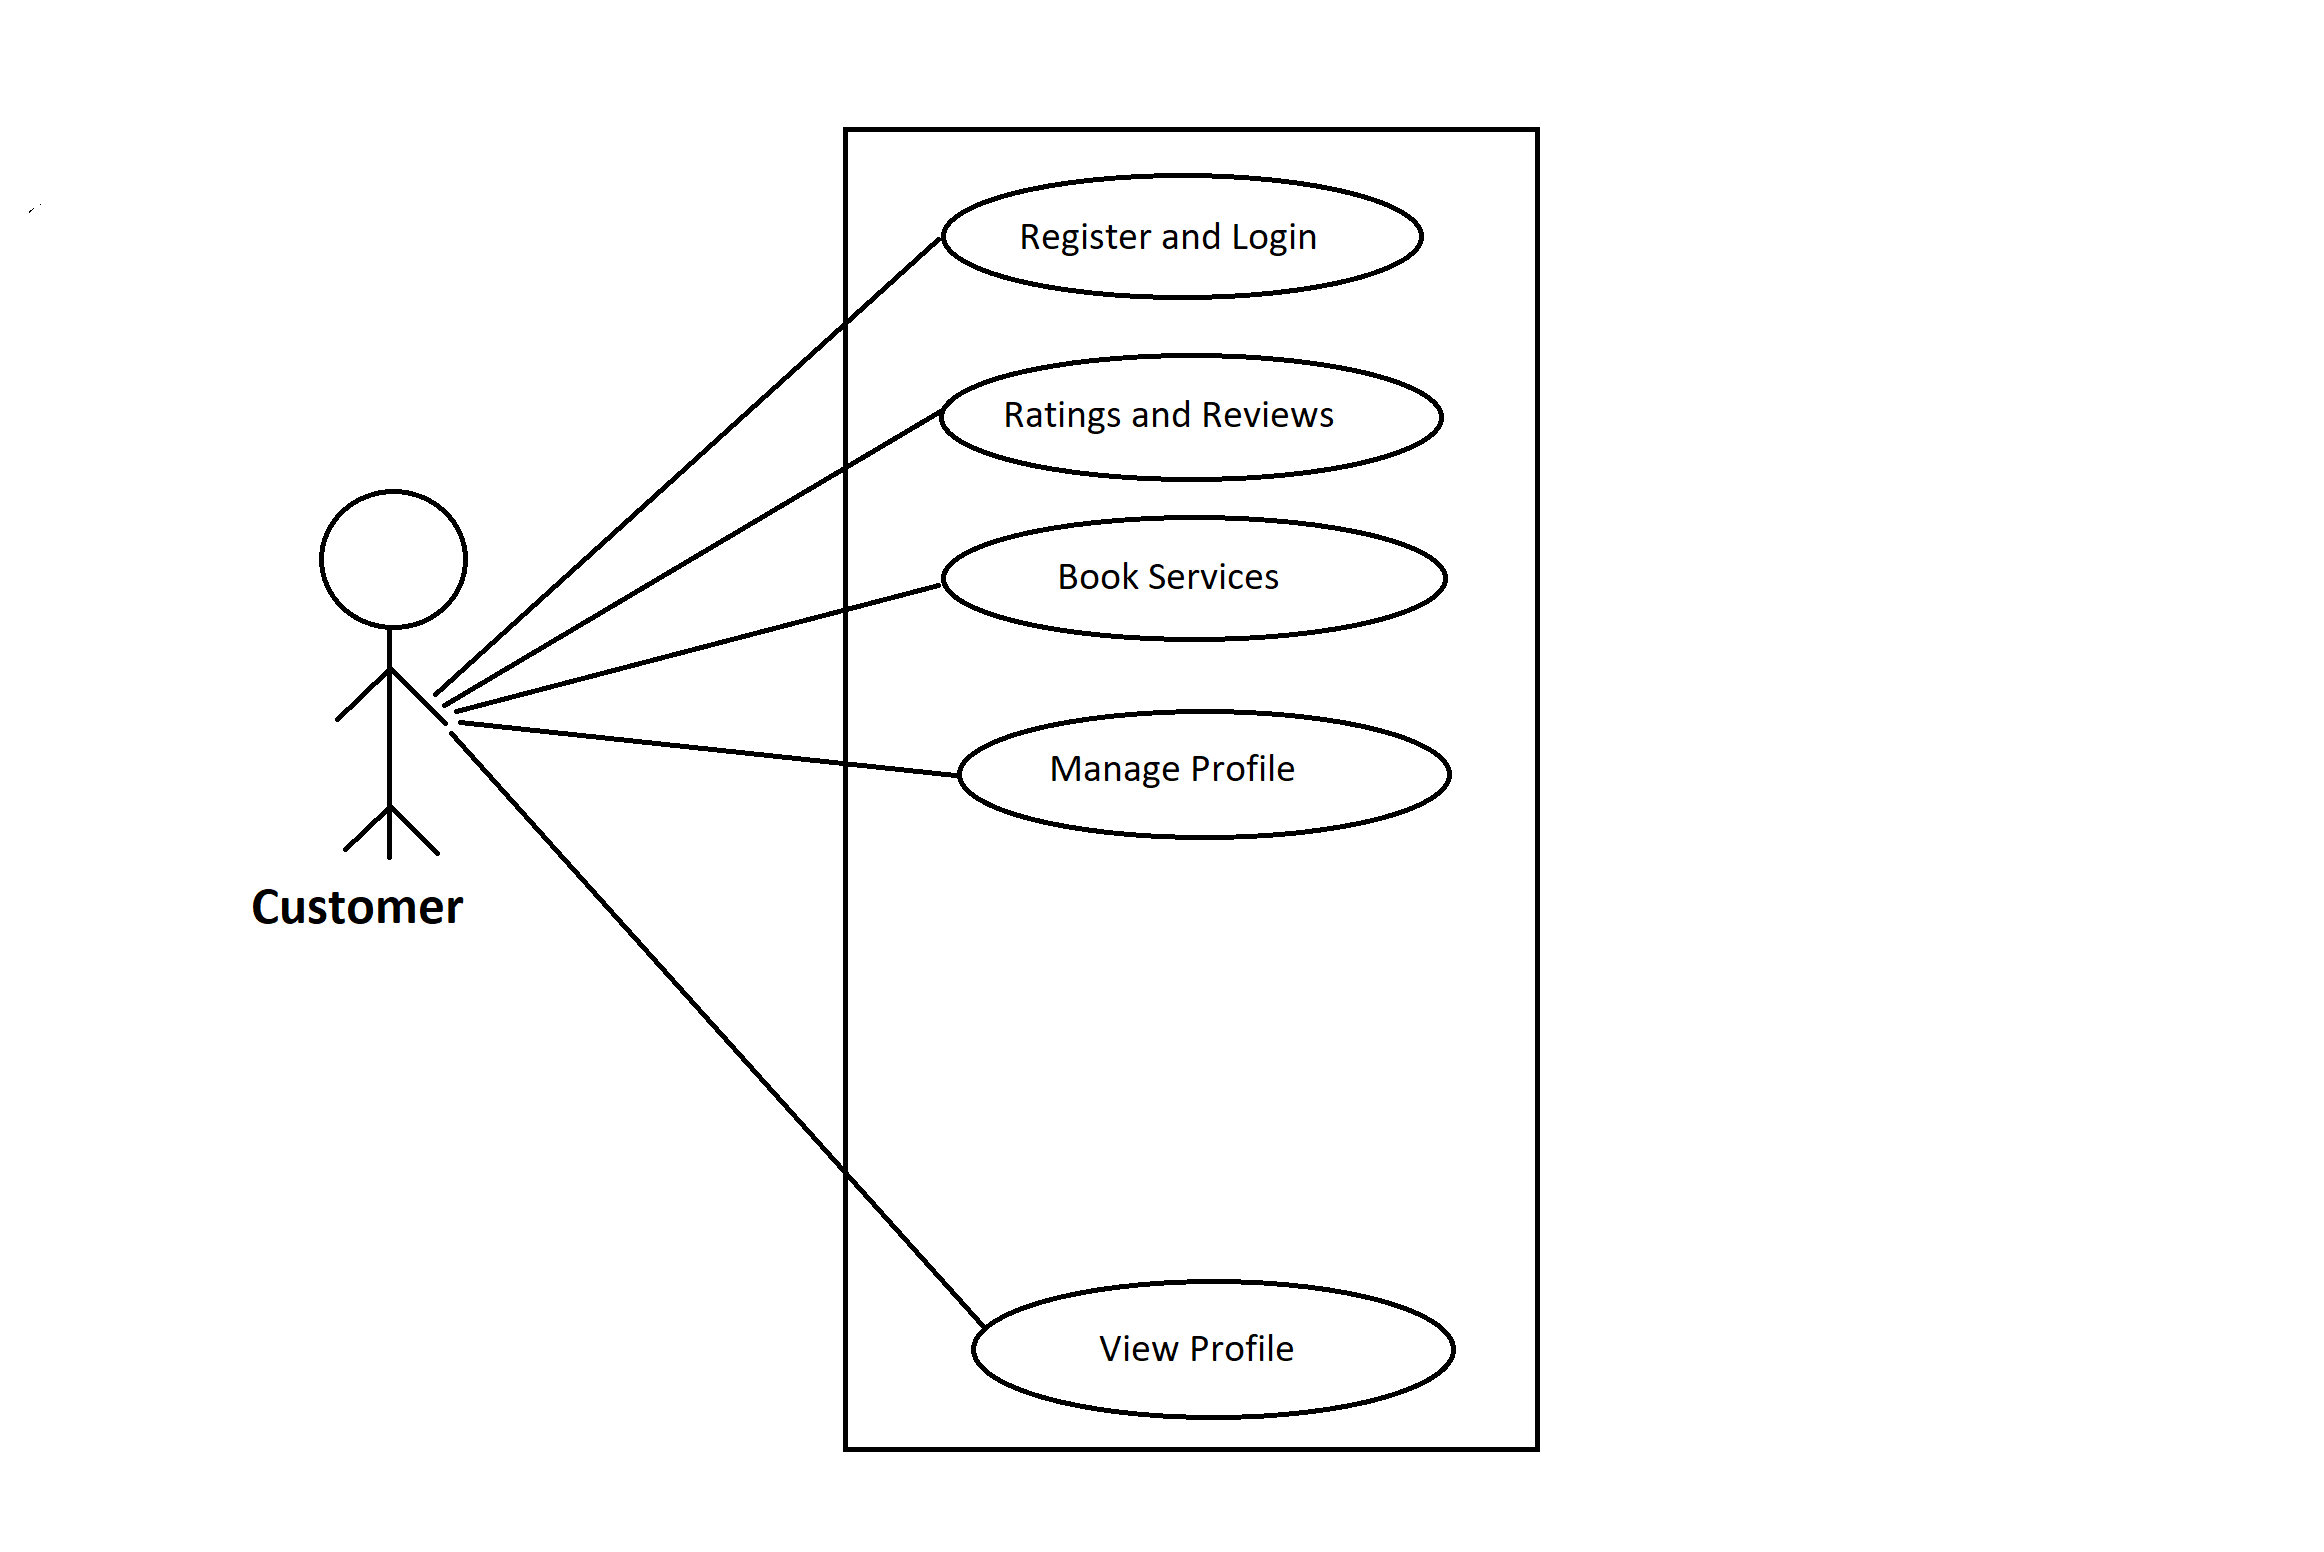 Register and Login
Ratings and Reviews
Book Services
Manage Profile
Customer
View Profile